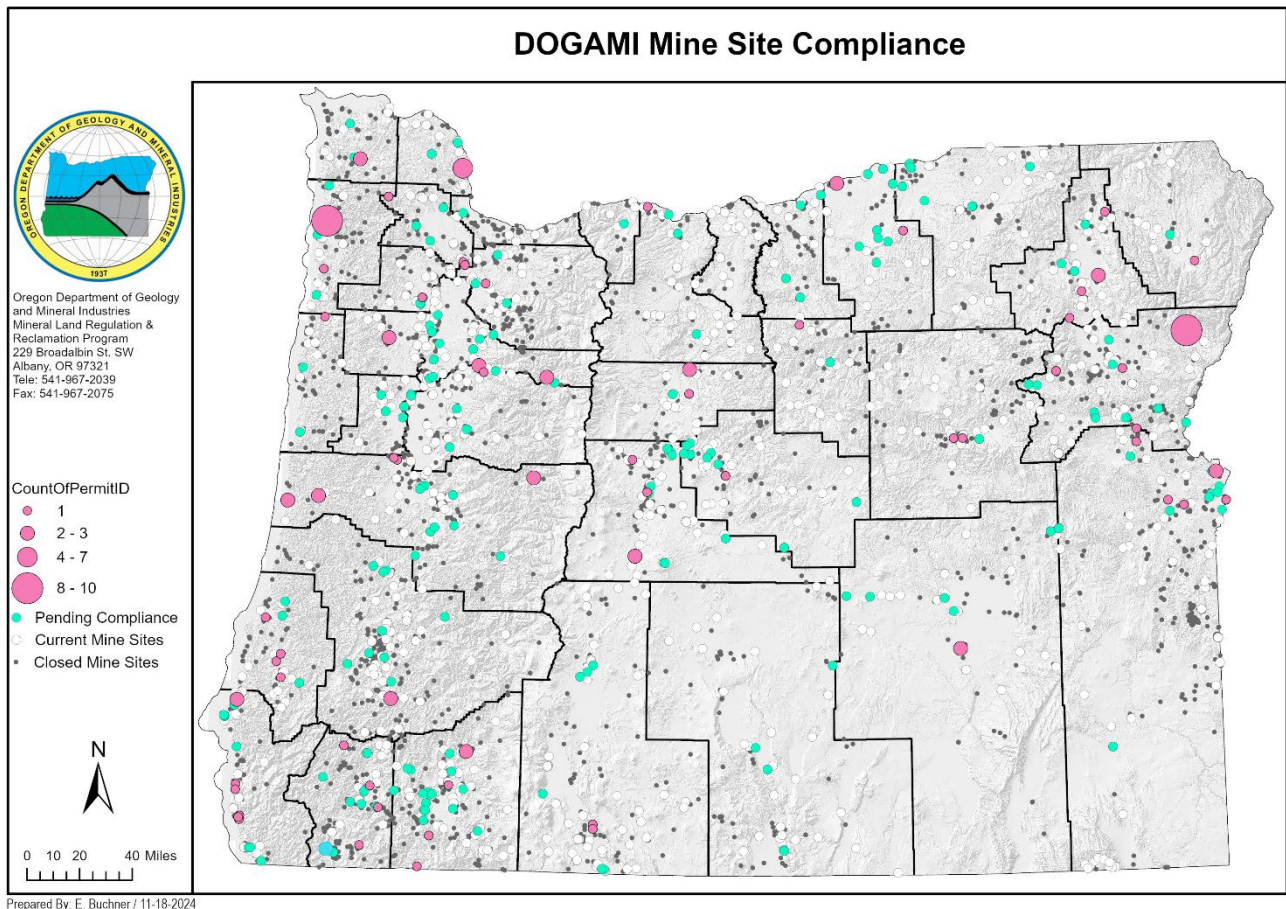 DOGAMI Mine Site Compliance
OREGON DEPARTMENT OF GEOLOGY AND MINERAL INDUSTRIES
1937
Oregon Department of Geology
and Mineral Industries
Mineral Land Regulation &
Reclamation Program
229 Broadalbin St. SW
Albany, OR 97321
Tele: 541-967-2039
Fax: 541-967-2075
CountOfPermitID
1
2 - 3
4 - 7
8 - 10
Pending Compliance
Current Mine Sites
Closed Mine Sites
N
0 10 20 40 Miles
Prepared By: E. Buchner / 11-18-2024